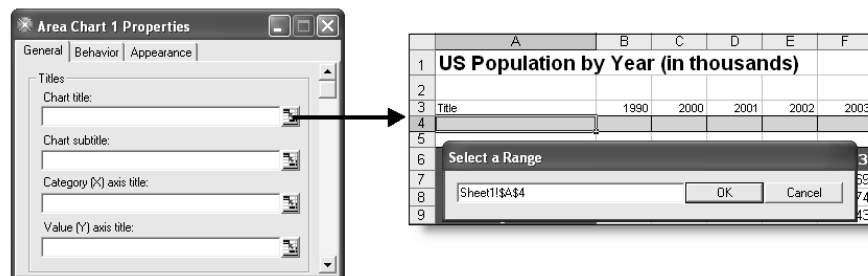 Area Chart 1 Properties
General Behavior Appearance
Titles
Chart title:
Chart subtitle:
Category (X) axis title:
Value (Y) axis title:
A B C D E F
1 US Population by Year (in thousands)
2
3 Title 1990 2000 2001 2002 2003
4
5
6 Select a Range
7
8 Sheet1!$A$4 OK Cancel
9